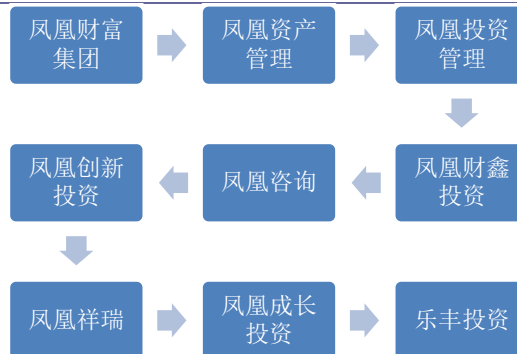 凤凰财富
集团
凤凰资产
管理
凤凰投资
管理
凤凰财鑫
投资
凤凰咨询
凤凰创新
投资
凤凰祥瑞
凤凰成长
投资
乐丰投资